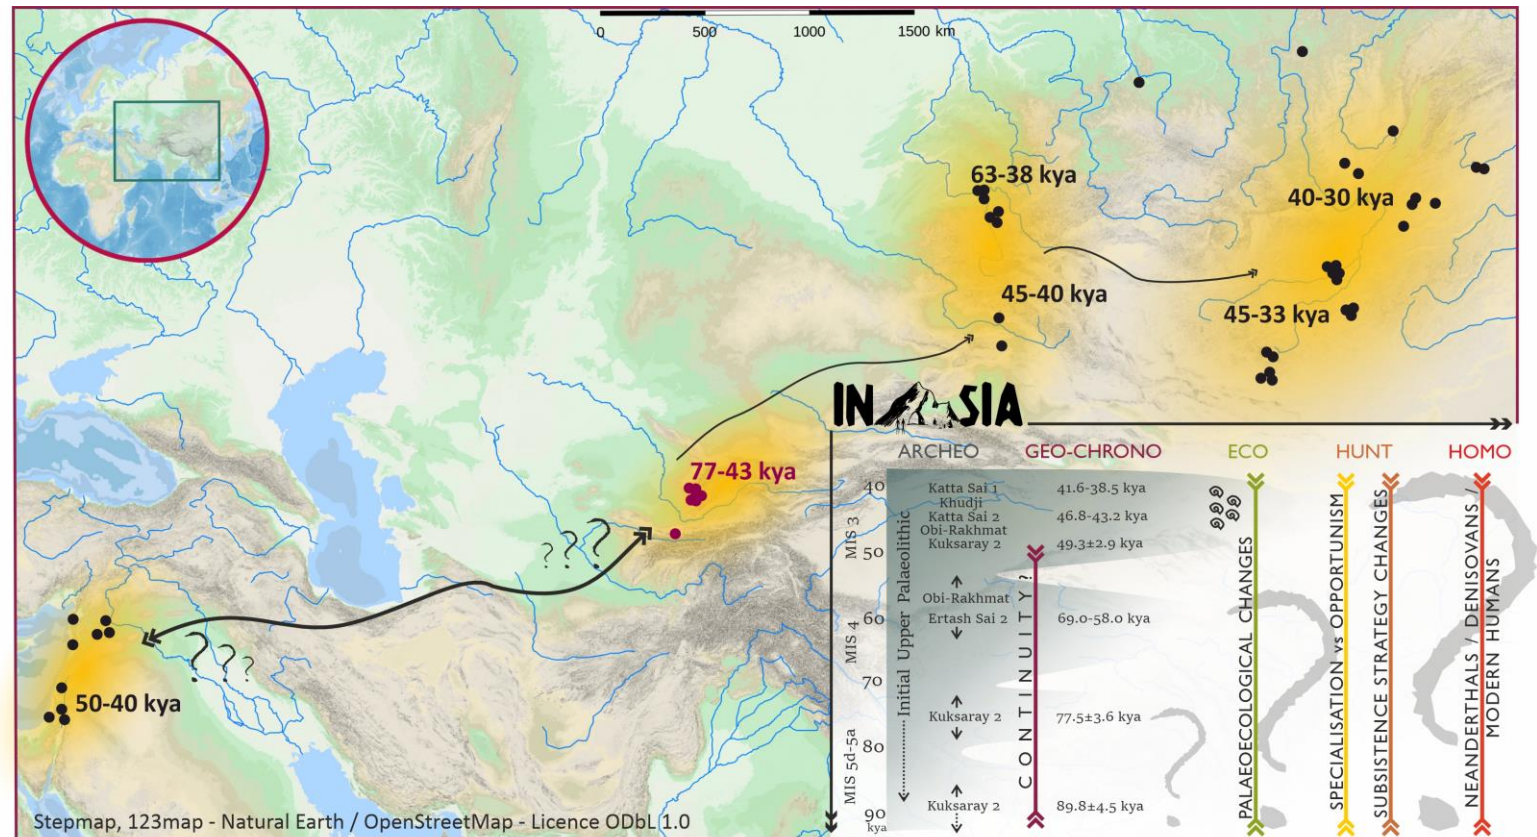 0 500 1000 1500 km
63-38 kya
40-30 kya
45-40 kya
45-33 kya
77-43 kya
? ? ?
? ? ?
50-40 kya
Stepmap, 123map - Natural Earth / OpenStreetMap - Licence ODbL 1.0
IN SIA
ARCHEO GEO-CHRONO ECO HUNT HOMO
40
50
60
70
80
90
kya
MIS 3
MIS 4
MIS 5d-5a
Initial Upper Palaeolithic
Katta Sai 1 41.6-38.5 kya
Khudji
Katta Sai 2 46.8-43.2 kya
Obi-Rakhmat
Kuksaray 2 49.3±2.9 kya
Obi-Rakhmat
Ertash Sai 2 69.0-58.0 kya
Kuksaray 2 77.5±3.6 kya
Kuksaray 2 89.8±4.5 kya
CONTINUITY?
?
PALAEOECOLOGICAL CHANGES
?
SPECIALISATION vs OPPORTUNISM
SUBSISTENCE STRATEGY CHANGES
?
NEANDERTHALS / DENISOVANS /
MODERN HUMANS